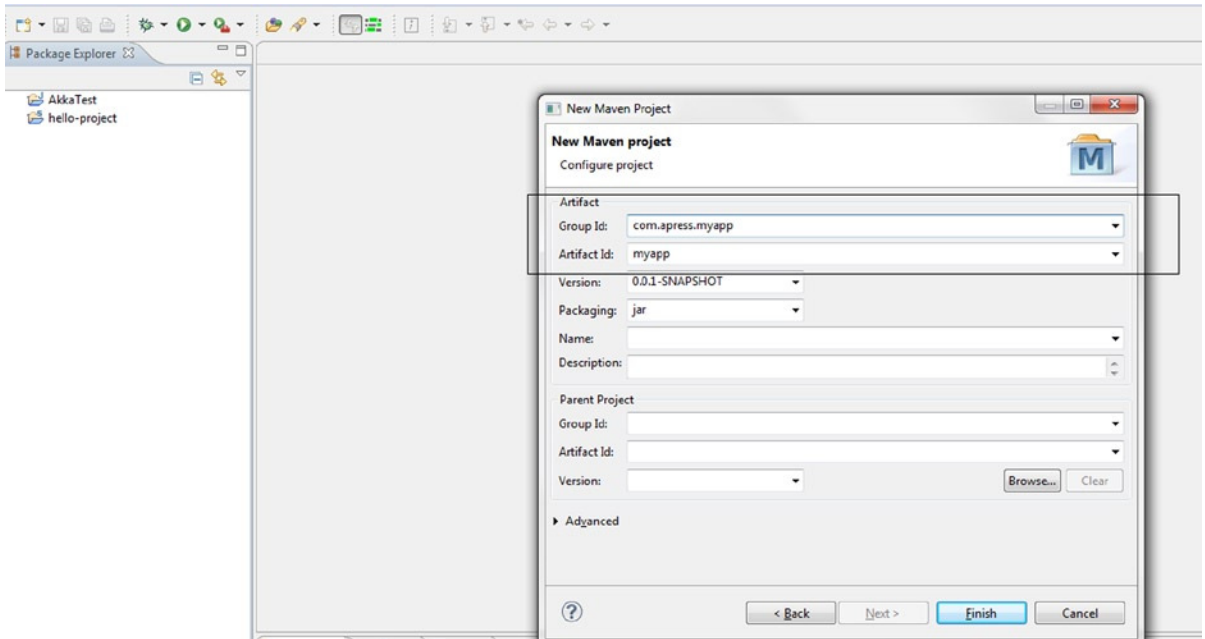 Package Explorer
AkkaTest
hello-project
New Maven Project
New Maven project
Configure project
M
Artifact
Group Id: com.apress.myapp
Artifact Id: myapp
Version: 0.0.1-SNAPSHOT
Packaging: jar
Name:
Description:
Parent Project
Group Id:
Artifact Id:
Version: Browse... Clear
Advanced
? < Back Next > Finish Cancel